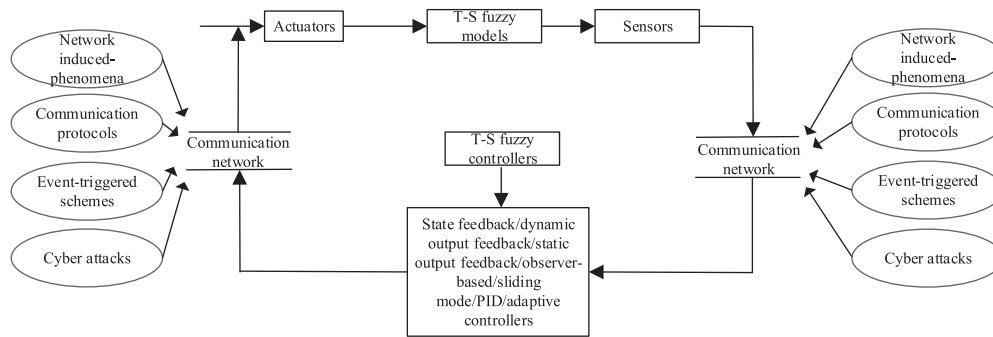 Actuators
T-S fuzzy
models
Sensors
Network
induced-phenomena
Communication
protocols
Event-triggered
schemes
Cyber attacks
Communication
network
T-S fuzzy
controllers
State feedback/dynamic
output feedback/static
output feedback/observer-
based/sliding
mode/PID/adaptive
controllers
Communication
network
Network
induced-phenomena
Communication
protocols
Event-triggered
schemes
Cyber attacks